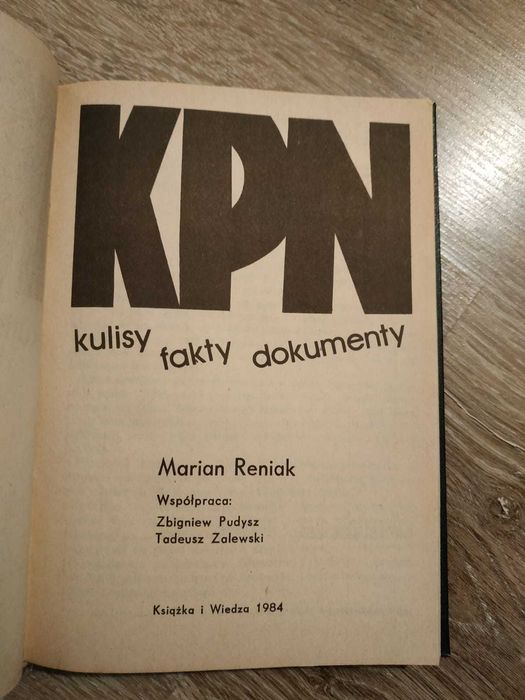 KPN
kulisy fakty dokumenty
Marian Reniak
Współpraca:
Zbigniew Pudysz
Tadeusz Zalewski
Książka i Wiedza 1984